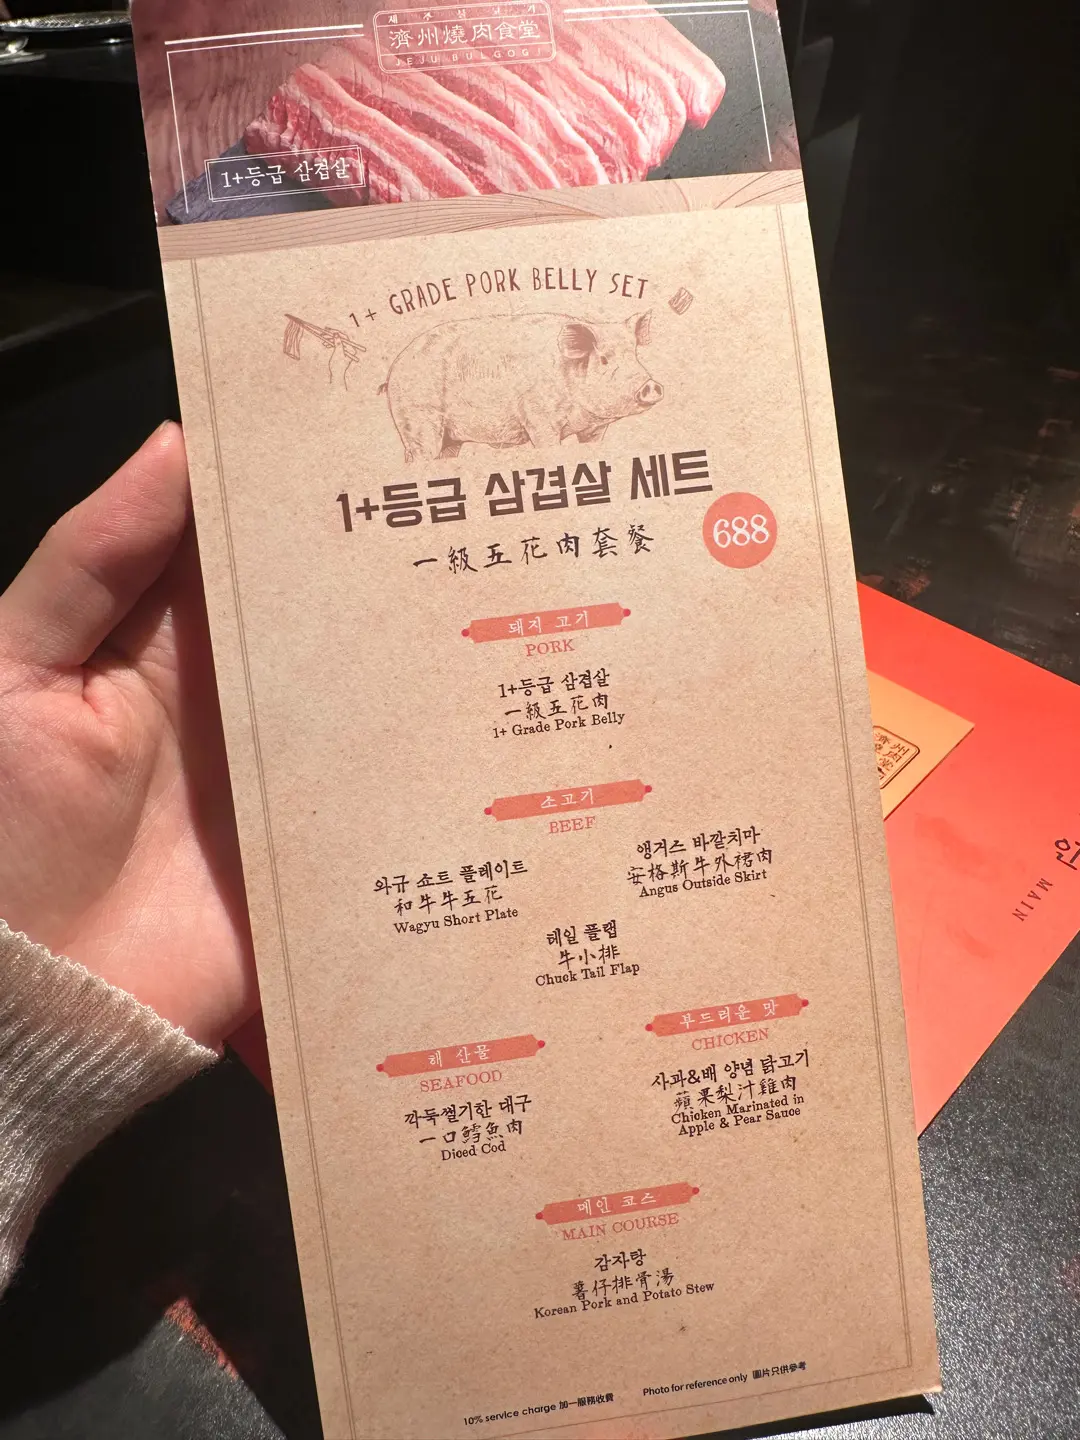 제주불고기
濟州燒肉食堂
JEJU BULGOGI
1+등급 삼겹살
1+ GRADE PORK BELLY SET
1+등급 삼겹살 세트
688
一級五花肉套餐
돼지 고기
PORK
1+등급 삼겹살
一級五花肉
1+ Grade Pork Belly
소고기
BEEF
와규 쇼트 플레이트
和牛牛五花
Wagyu Short Plate
앵거스 바깥치마
安格斯牛外裙肉
Angus Outside Skirt
테일 플랩
牛小排
Chuck Tail Flap
해 산물
SEAFOOD
깍둑썰기한 대구
一口鱈魚肉
Diced Cod
부드러운 맛
CHICKEN
사과&배 양념 닭고기
蘋果梨汁雞肉
Chicken Marinated in
Apple & Pear Sauce
메인 코스
MAIN COURSE
감자탕
薯仔排骨湯
Korean Pork and Potato Stew
10% service charge 加一服務收費
Photo for reference only 圖片只供參考
MAIN